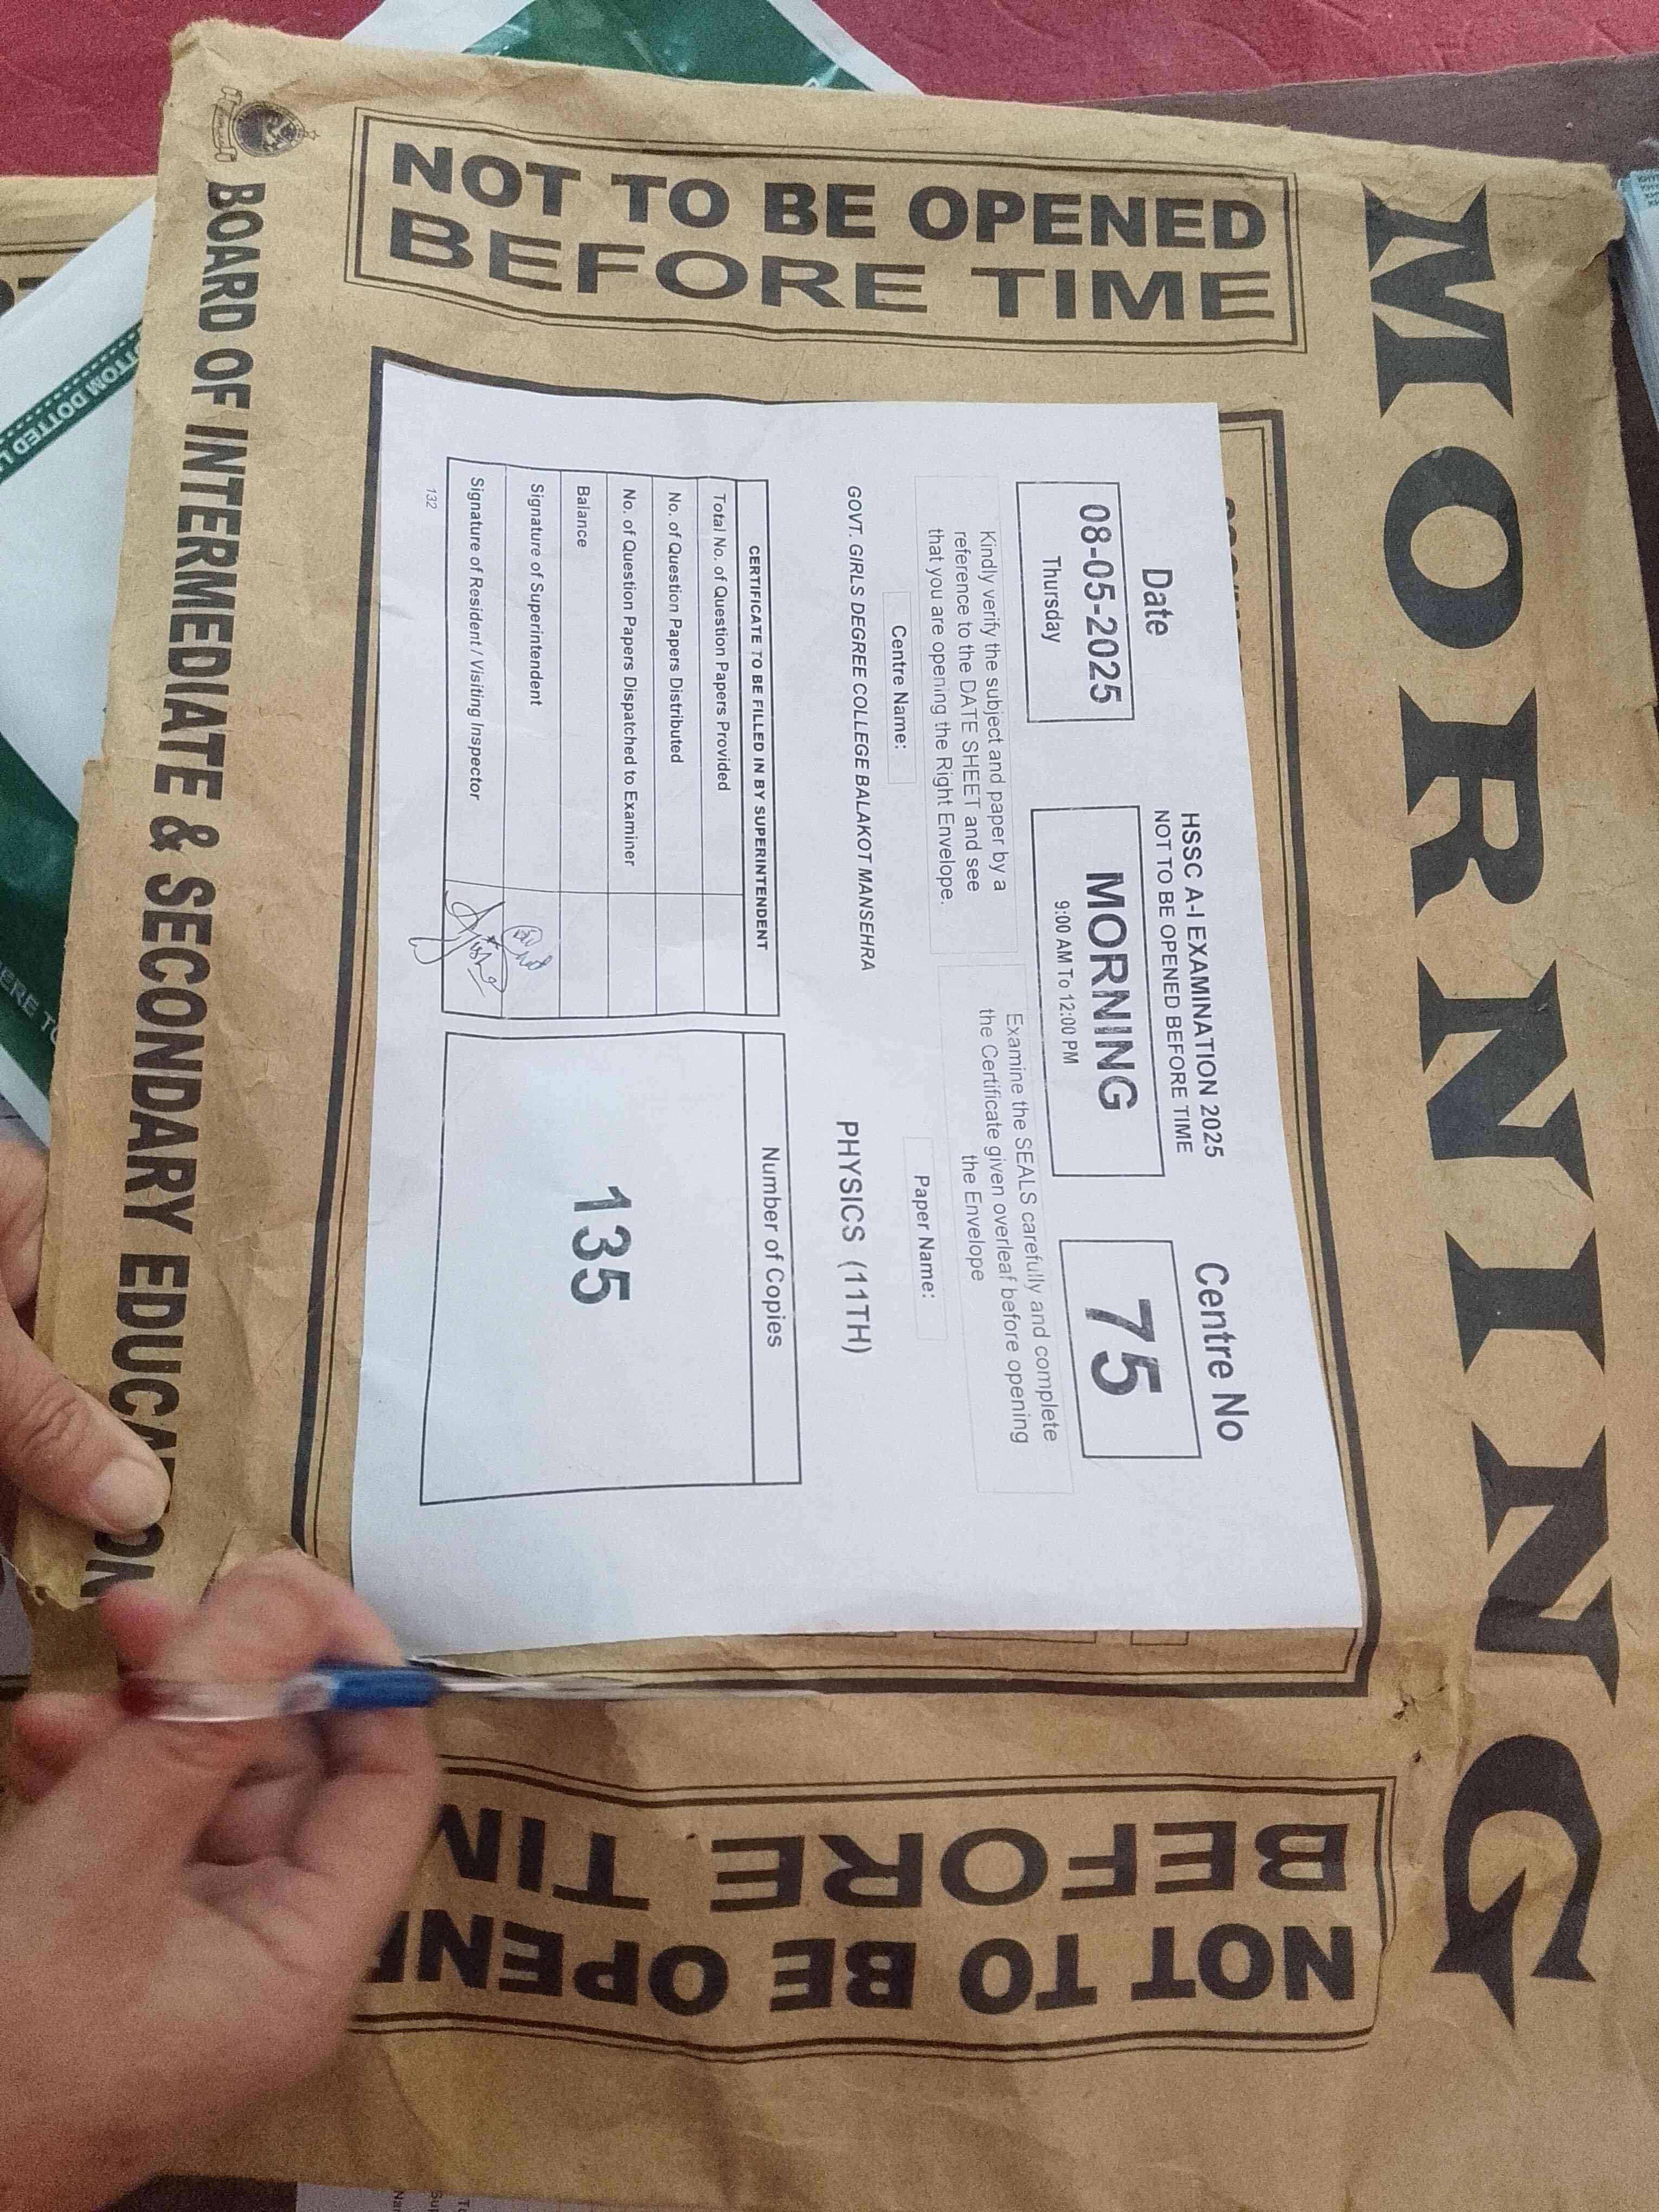 MORNING
NOT TO BE OPENED
BEFORE TIME
HSSC A-I EXAMINATION 2025
NOT TO BE OPENED BEFORE TIME
Date
08-05-2025
Thursday
MORNING
9:00 AM To 12:00 PM
Centre No
75
Kindly verify the subject and paper by a
reference to the DATE SHEET and see
that you are opening the Right Envelope.
Examine the SEALS carefully and complete
the Certificate given overleaf before opening
the Envelope
Centre Name:
GOVT. GIRLS DEGREE COLLEGE BALAKOT MANSEHRA
Paper Name:
PHYSICS (11TH)
CERTIFICATE TO BE FILLED IN BY SUPERINTENDENT
Total No. of Question Papers Provided
No. of Question Papers Distributed
No. of Question Papers Dispatched to Examiner
Balance
Signature of Superintendent
Signature of Resident / Visiting Inspector
132
Number of Copies
135
NOT TO BE OPENE
BEFORE TIM
BOARD OF INTERMEDIATE & SECONDARY EDUCATION
TOM DOTTED L
ERE TO